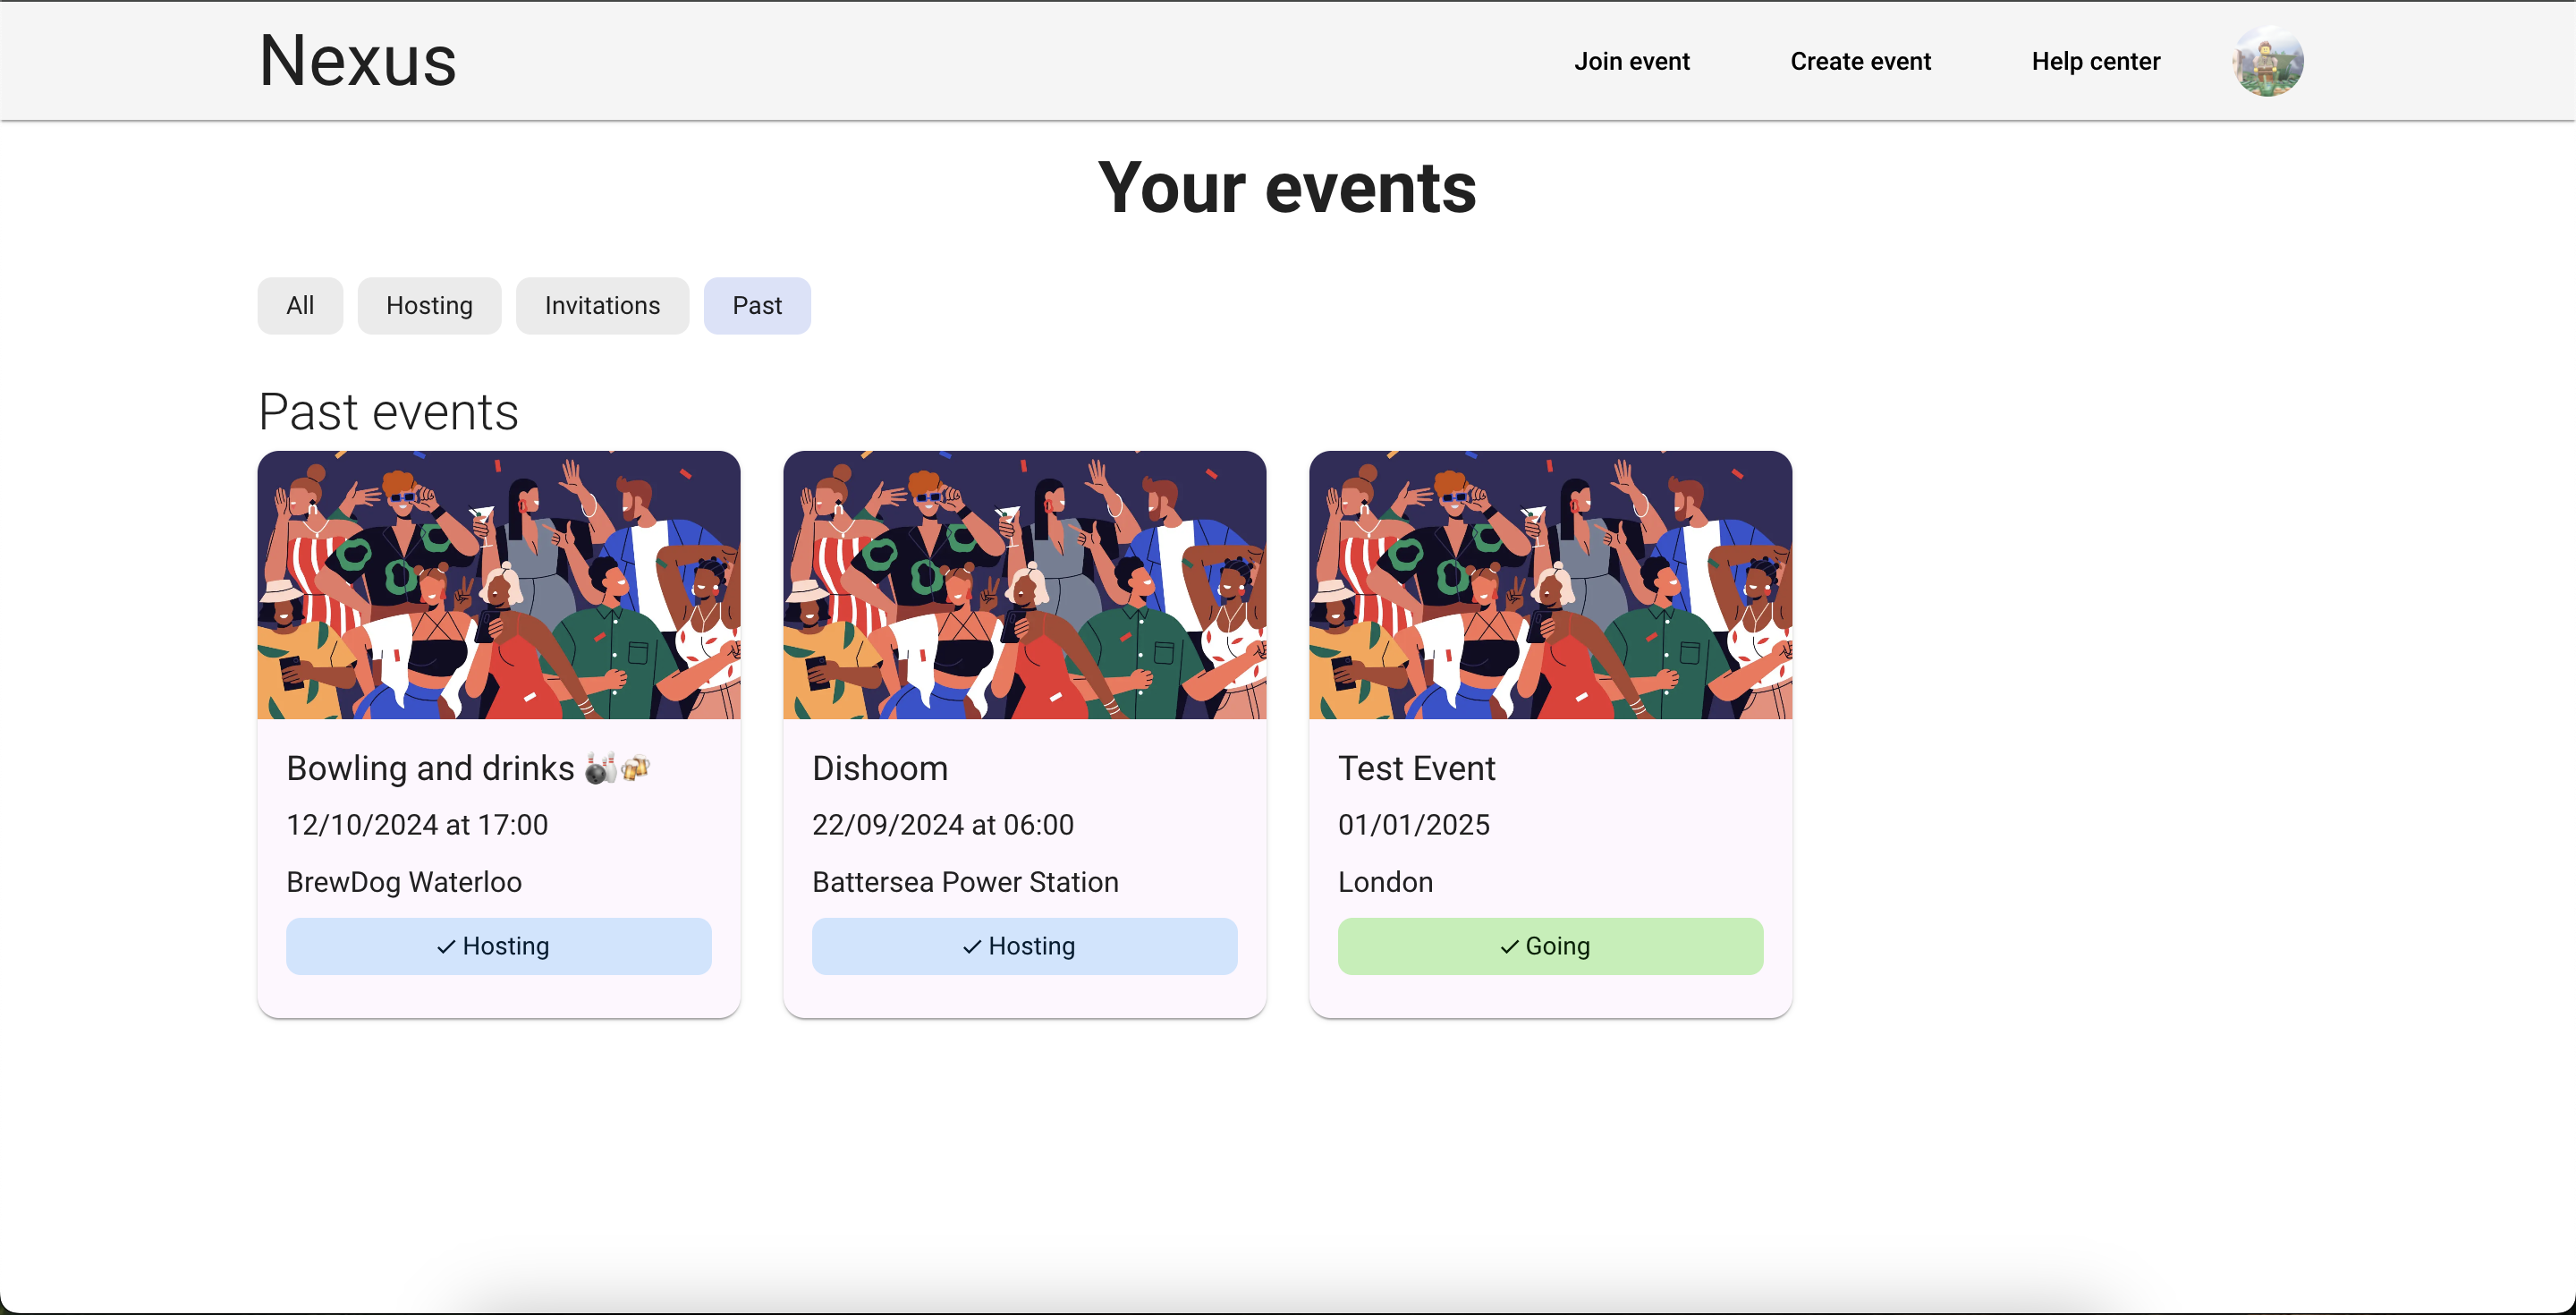 Nexus
Join event
Create event
Help center
Your events
All
Hosting
Invitations
Past
Past events
Bowling and drinks 🎳🍻
12/10/2024 at 17:00
BrewDog Waterloo
✓ Hosting
Dishoom
22/09/2024 at 06:00
Battersea Power Station
✓ Hosting
Test Event
01/01/2025
London
✓ Going